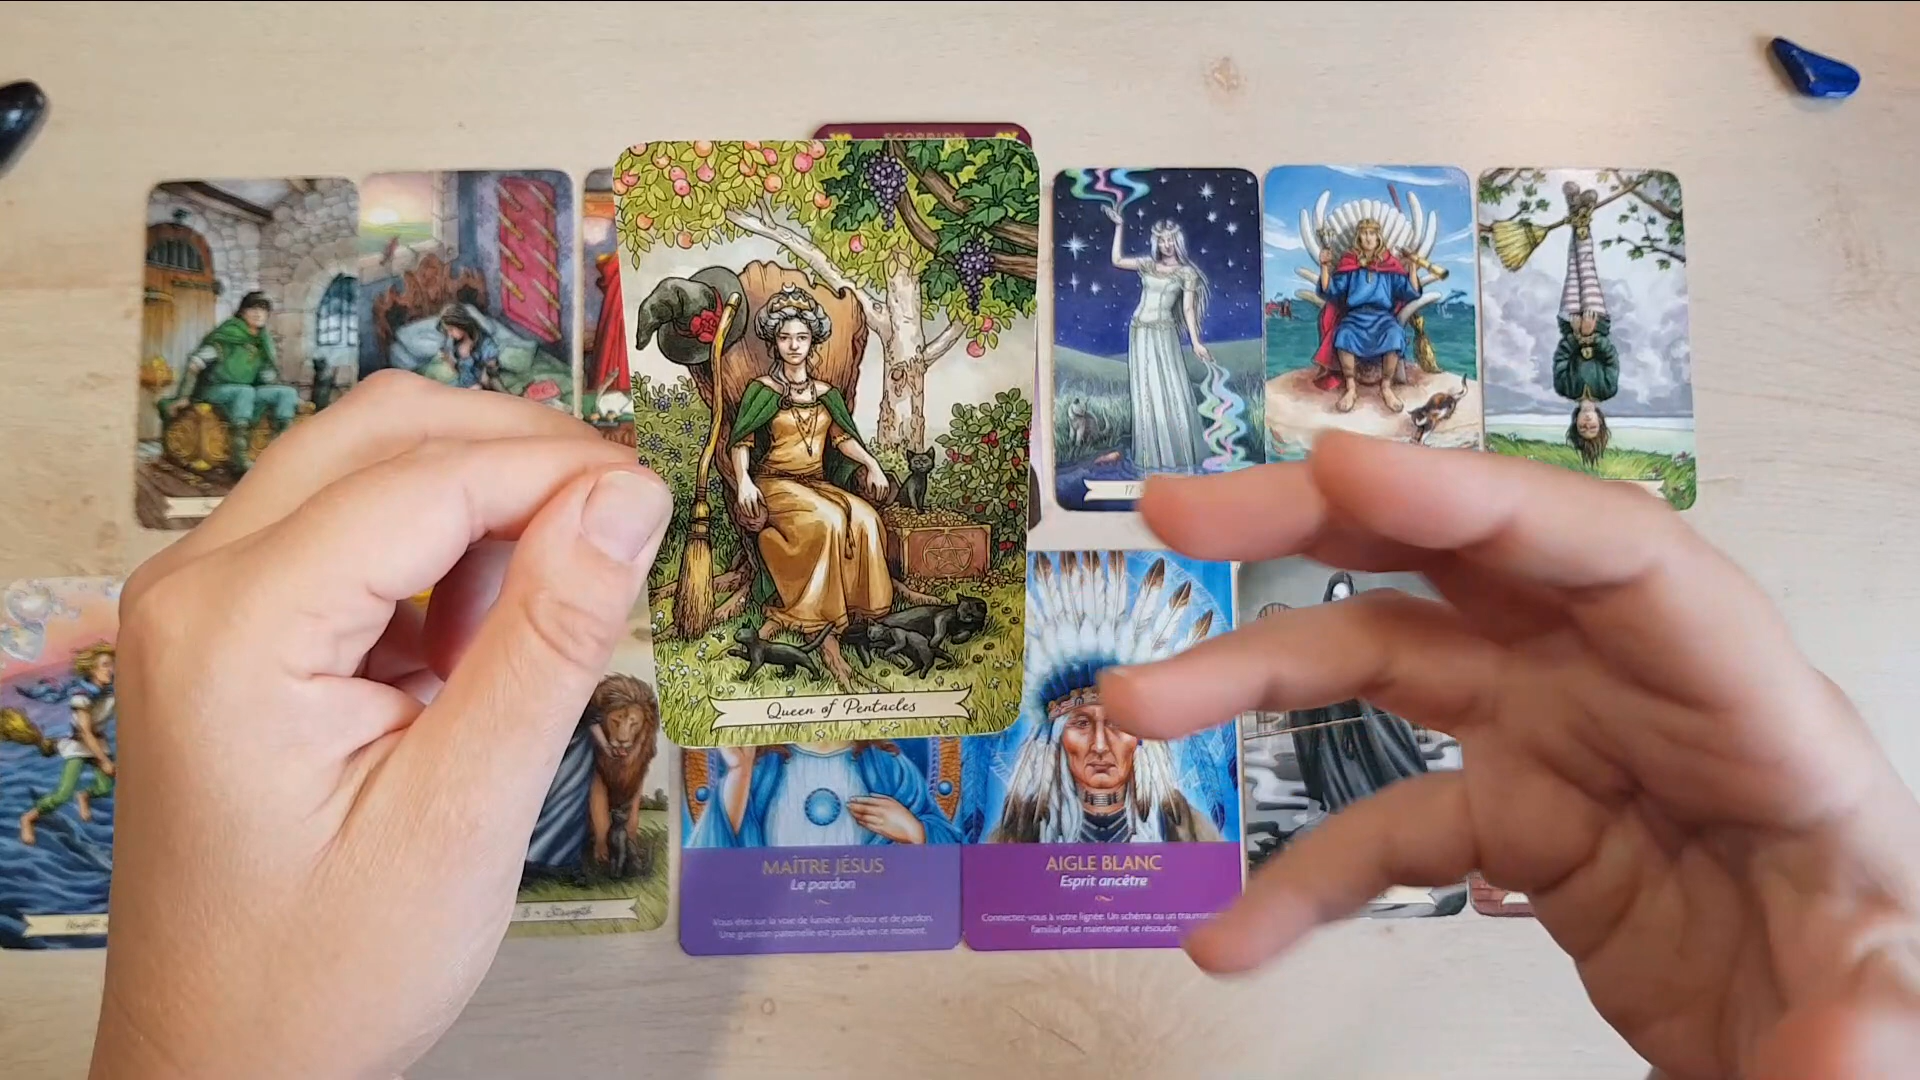 SCORPION
17
Queen of Pentacles
8 ~ Strength
MAÎTRE JÉSUS
Le pardon
Vous êtes sur la voie de lumière, d'amour et de pardon.
Une guérison paternelle est possible en ce moment.
AIGLE BLANC
Esprit ancêtre
Connectez-vous à votre lignée. Un schéma ou un
familial peut maintenant se résoudre.